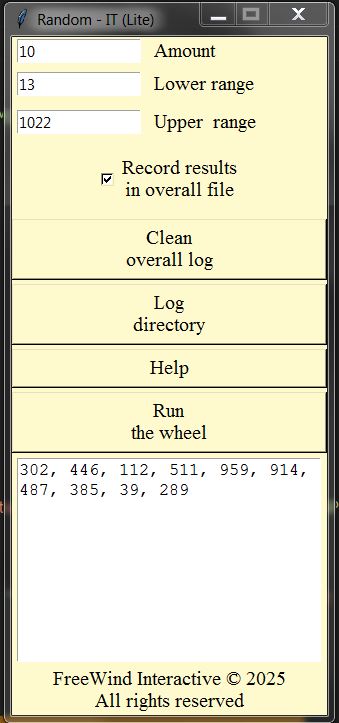 Random - IT (Lite)
10 Amount
13 Lower range
1022 Upper range
Record results
in overall file
Clean
overall log
Log
directory
Help
Run
the wheel
302, 446, 112, 511, 959, 914,
487, 385, 39, 289
FreeWind Interactive © 2025
All rights reserved